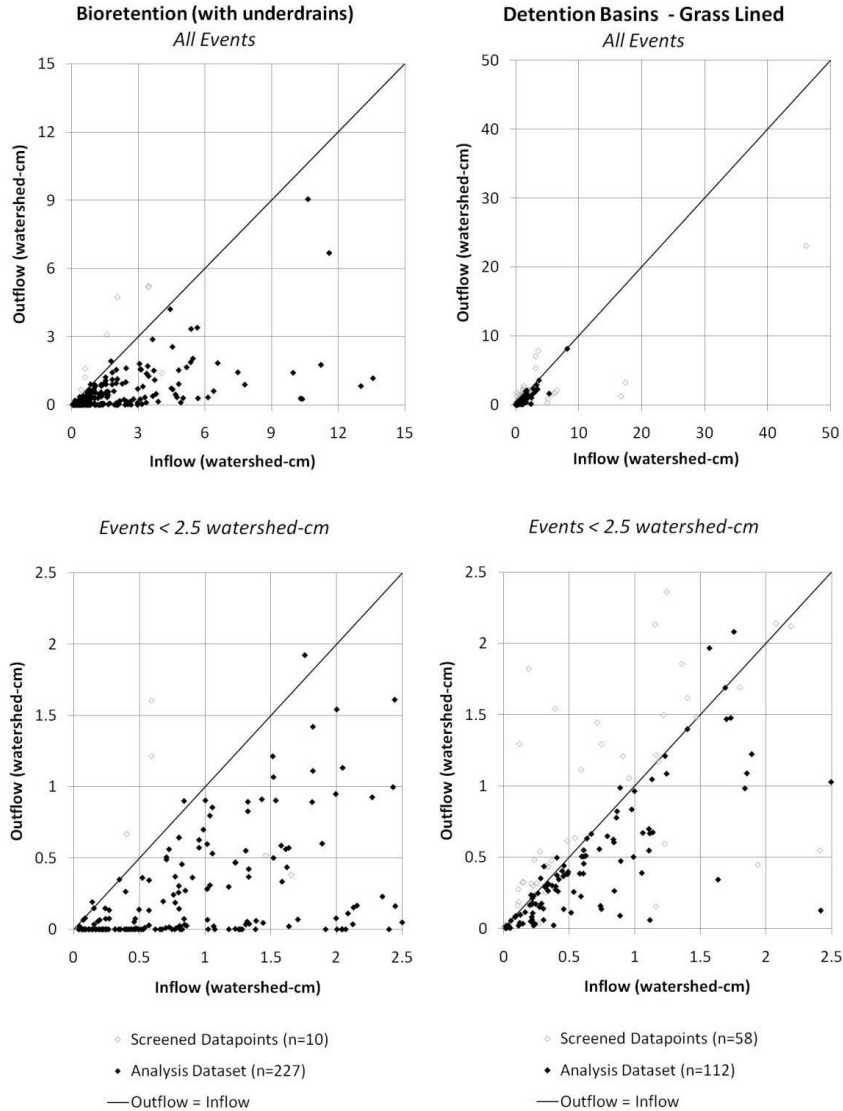 Bioretention (with underdrains)
All Events
15
12
9
6
3
0
Outflow (watershed-cm)
0 3 6 9 12 15
Inflow (watershed-cm)
Detention Basins - Grass Lined
All Events
50
40
30
20
10
0
Outflow (watershed-cm)
0 10 20 30 40 50
Inflow (watershed-cm)
Events < 2.5 watershed-cm
2.5
2
1.5
1
0.5
0
Outflow (watershed-cm)
0 0.5 1 1.5 2 2.5
Inflow (watershed-cm)
Screened Datapoints (n=10)
Analysis Dataset (n=227)
Outflow = Inflow
Events < 2.5 watershed-cm
2.5
2
1.5
1
0.5
0
Outflow (watershed-cm)
0 0.5 1 1.5 2 2.5
Inflow (watershed-cm)
Screened Datapoints (n=58)
Analysis Dataset (n=112)
Outflow = Inflow